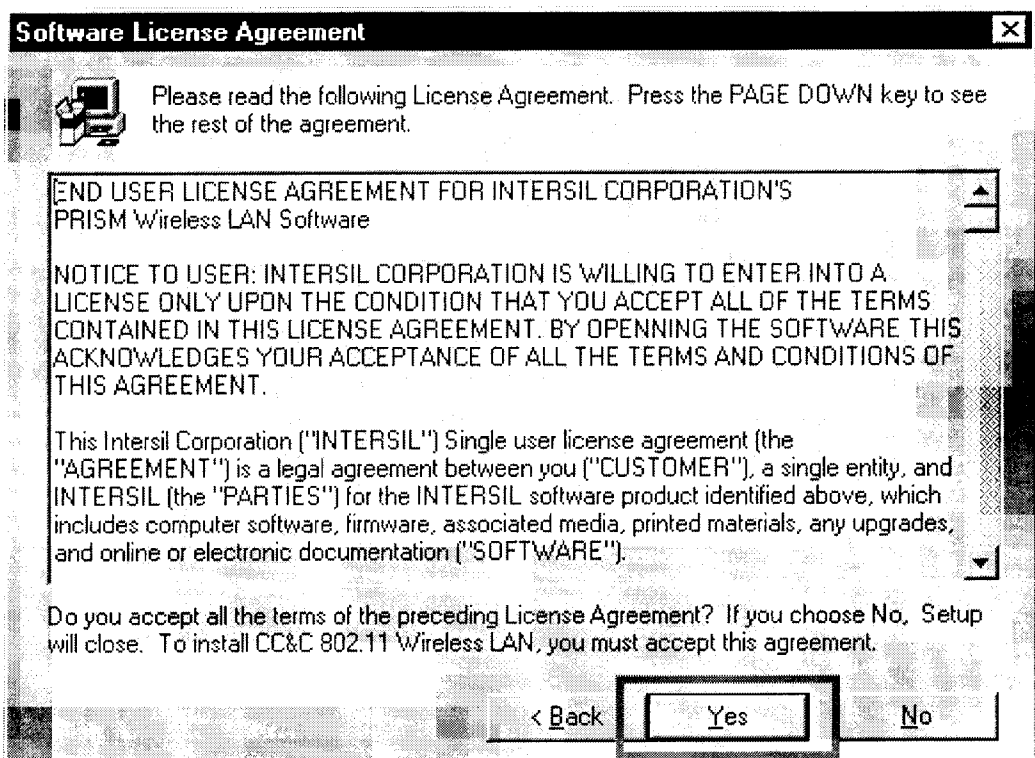 Software License Agreement
Please read the following License Agreement. Press the PAGE DOWN key to see
the rest of the agreement.
END USER LICENSE AGREEMENT FOR INTERSIL CORPORATION'S
PRISM Wireless LAN Software
NOTICE TO USER: INTERSIL CORPORATION IS WILLING TO ENTER INTO A
LICENSE ONLY UPON THE CONDITION THAT YOU ACCEPT ALL OF THE TERMS
CONTAINED IN THIS LICENSE AGREEMENT. BY OPENNING THE SOFTWARE THIS
ACKNOWLEDGES YOUR ACCEPTANCE OF ALL THE TERMS AND CONDITIONS OF
THIS AGREEMENT.
This Intersil Corporation ("INTERSIL") Single user license agreement (the
"AGREEMENT") is a legal agreement between you ("CUSTOMER"), a single entity, and
INTERSIL (the "PARTIES") for the INTERSIL software product identified above, which
includes computer software, firmware, associated media, printed materials, any upgrades,
and online or electronic documentation ("SOFTWARE").
Do you accept all the terms of the preceding License Agreement? If you choose No, Setup
will close. To install CC&C 802.11 Wireless LAN, you must accept this agreement.
< Back Yes No